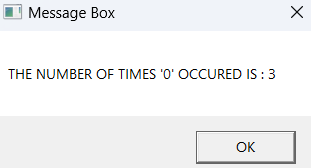 Message Box
THE NUMBER OF TIMES '0' OCCURED IS : 3
OK